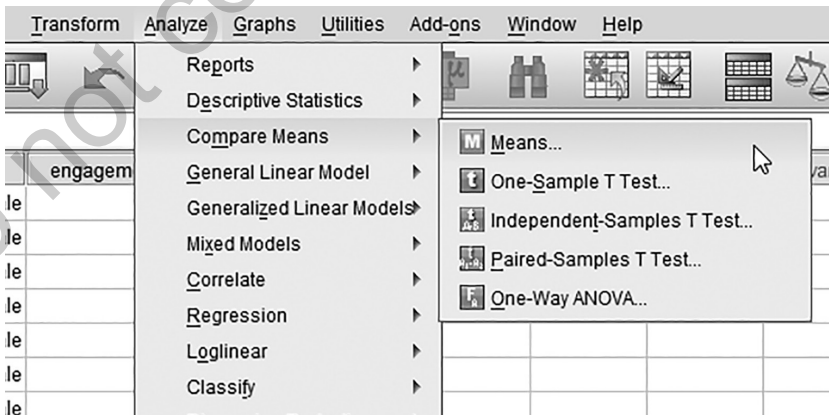 Transform Analyze Graphs Utilities Add-ons Window Help
Reports
Descriptive Statistics
Compare Means
General Linear Model
Generalized Linear Models
Mixed Models
Correlate
Regression
Loglinear
Classify
M Means...
t One-Sample T Test...
Independent-Samples T Test...
Paired-Samples T Test...
One-Way ANOVA...
engagem
le
le
le
le
le
le
le
not co